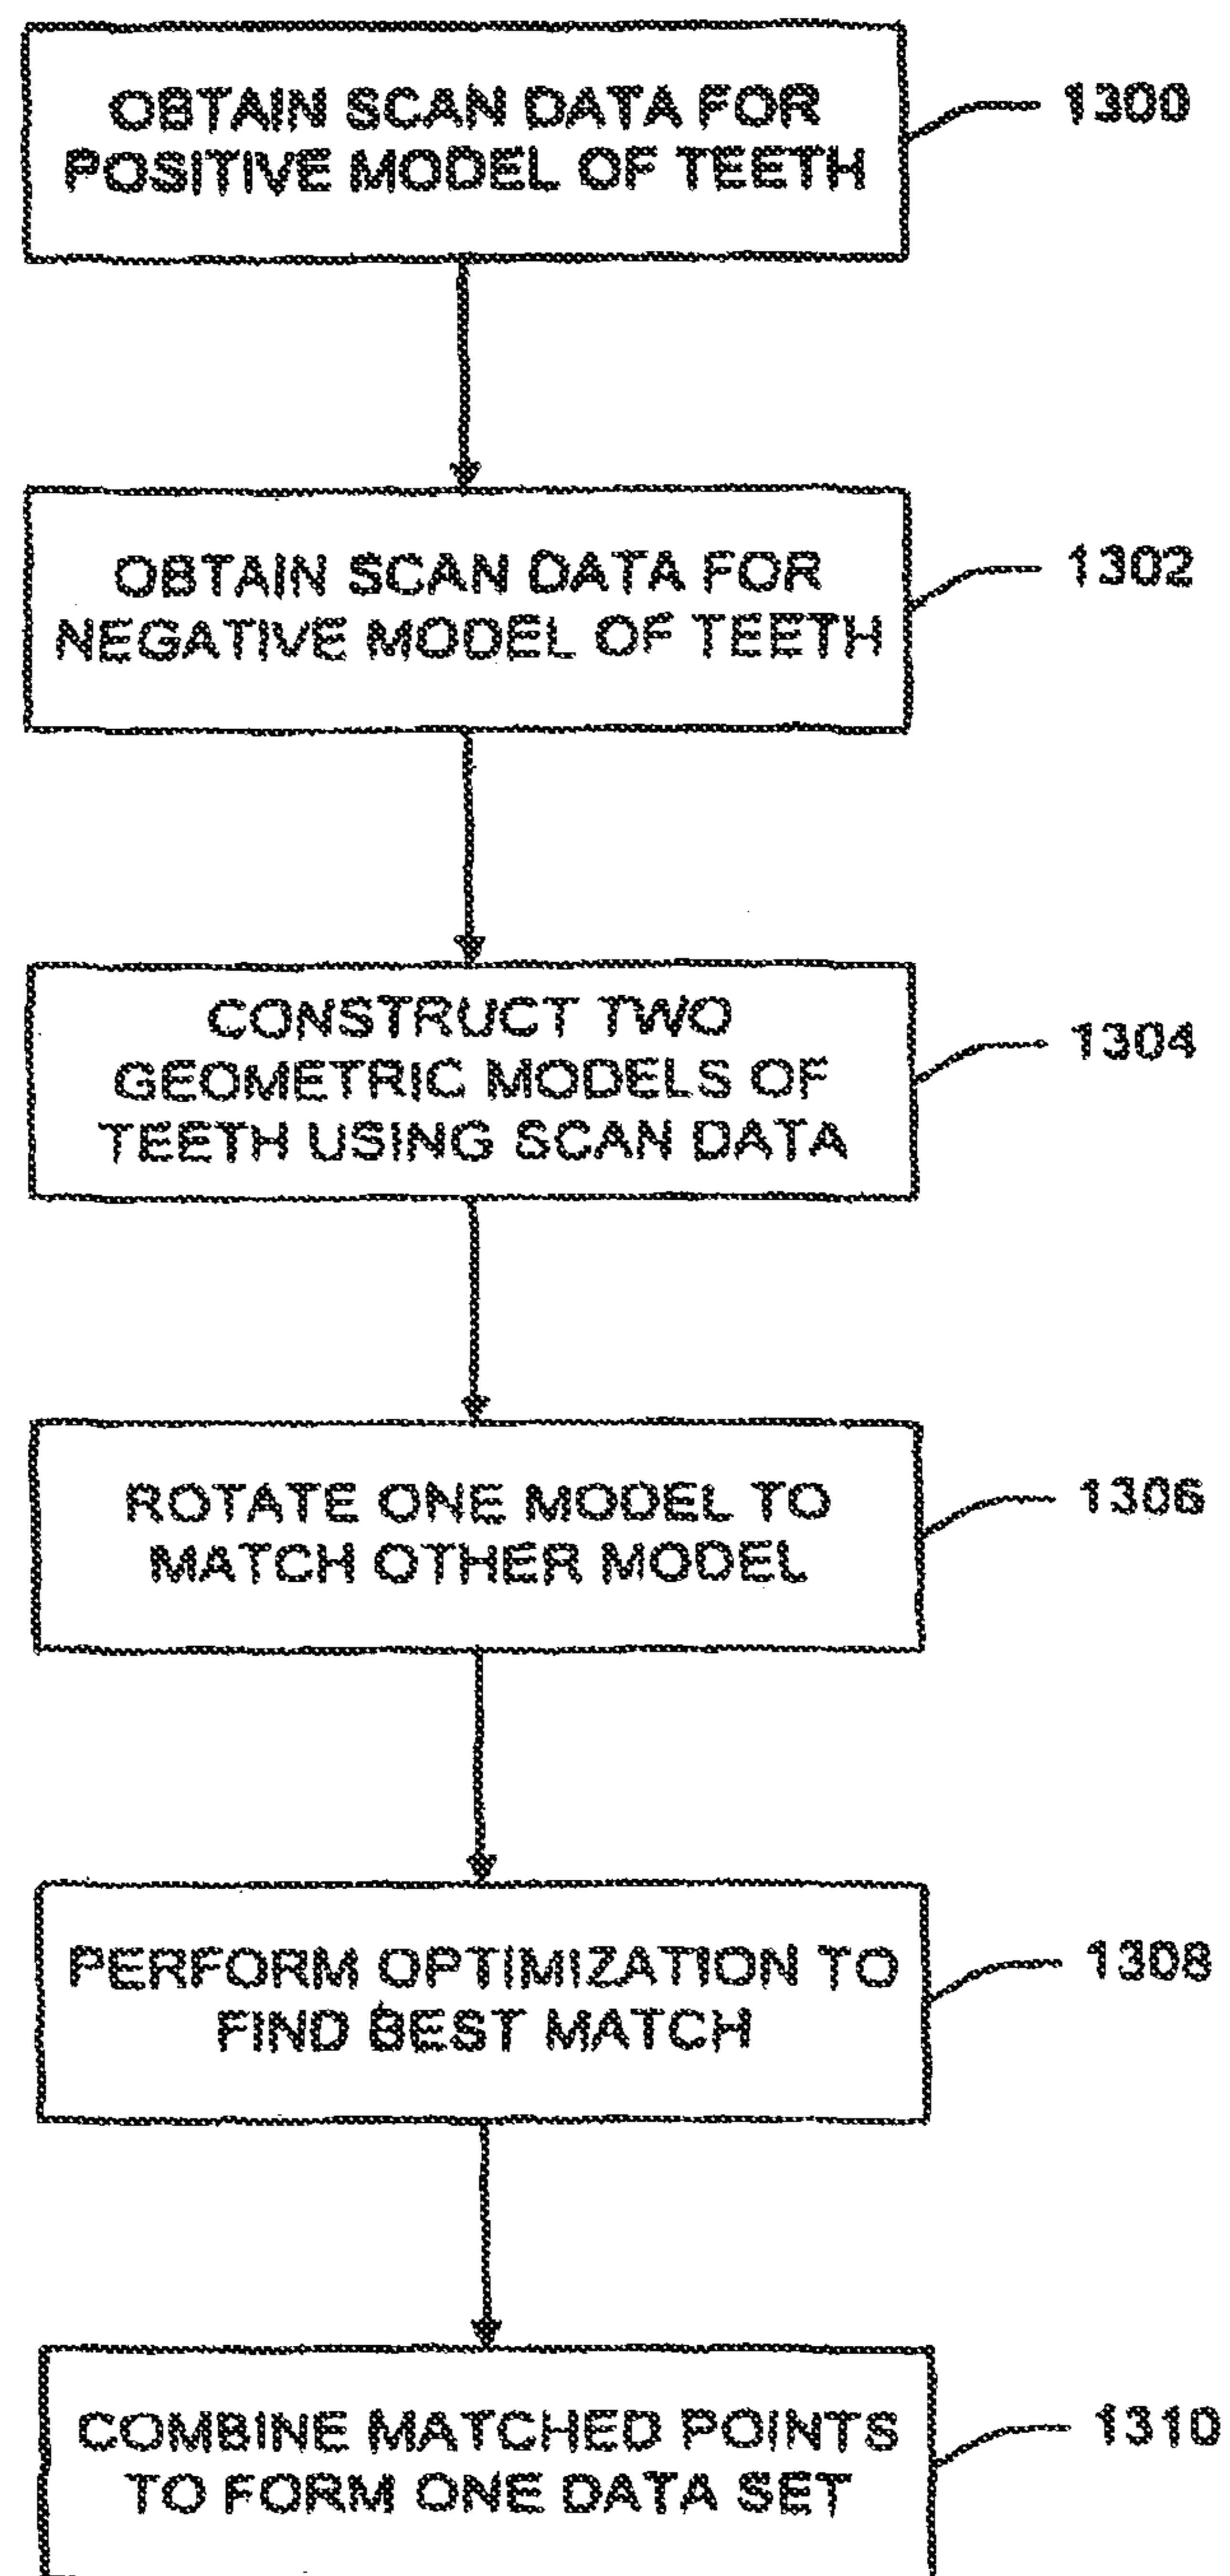 OBTAIN SCAN DATA FOR
POSITIVE MODEL OF TEETH
1300
OBTAIN SCAN DATA FOR
NEGATIVE MODEL OF TEETH
1302
CONSTRUCT TWO
GEOMETRIC MODELS OF
TEETH USING SCAN DATA
1304
ROTATE ONE MODEL TO
MATCH OTHER MODEL
1306
PERFORM OPTIMIZATION TO
FIND BEST MATCH
1308
COMBINE MATCHED POINTS
TO FORM ONE DATA SET
1310